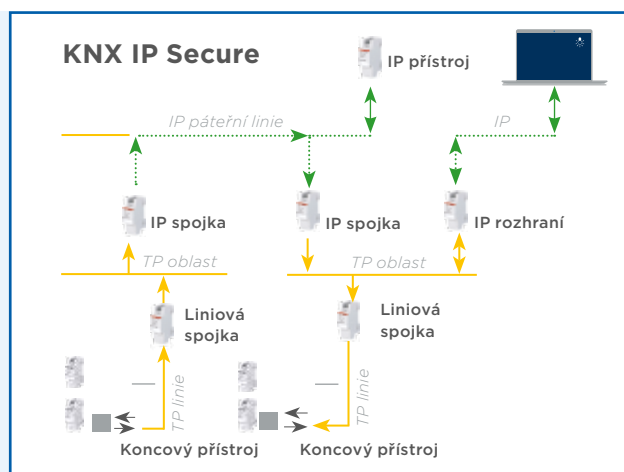 KNX IP Secure
IP přístroj
IP páteřní linie
IP
IP spojka
IP spojka
IP rozhraní
TP oblast
TP oblast
Liniová
spojka
Liniová
spojka
TP linie
TP linie
Koncový přístroj
Koncový přístroj